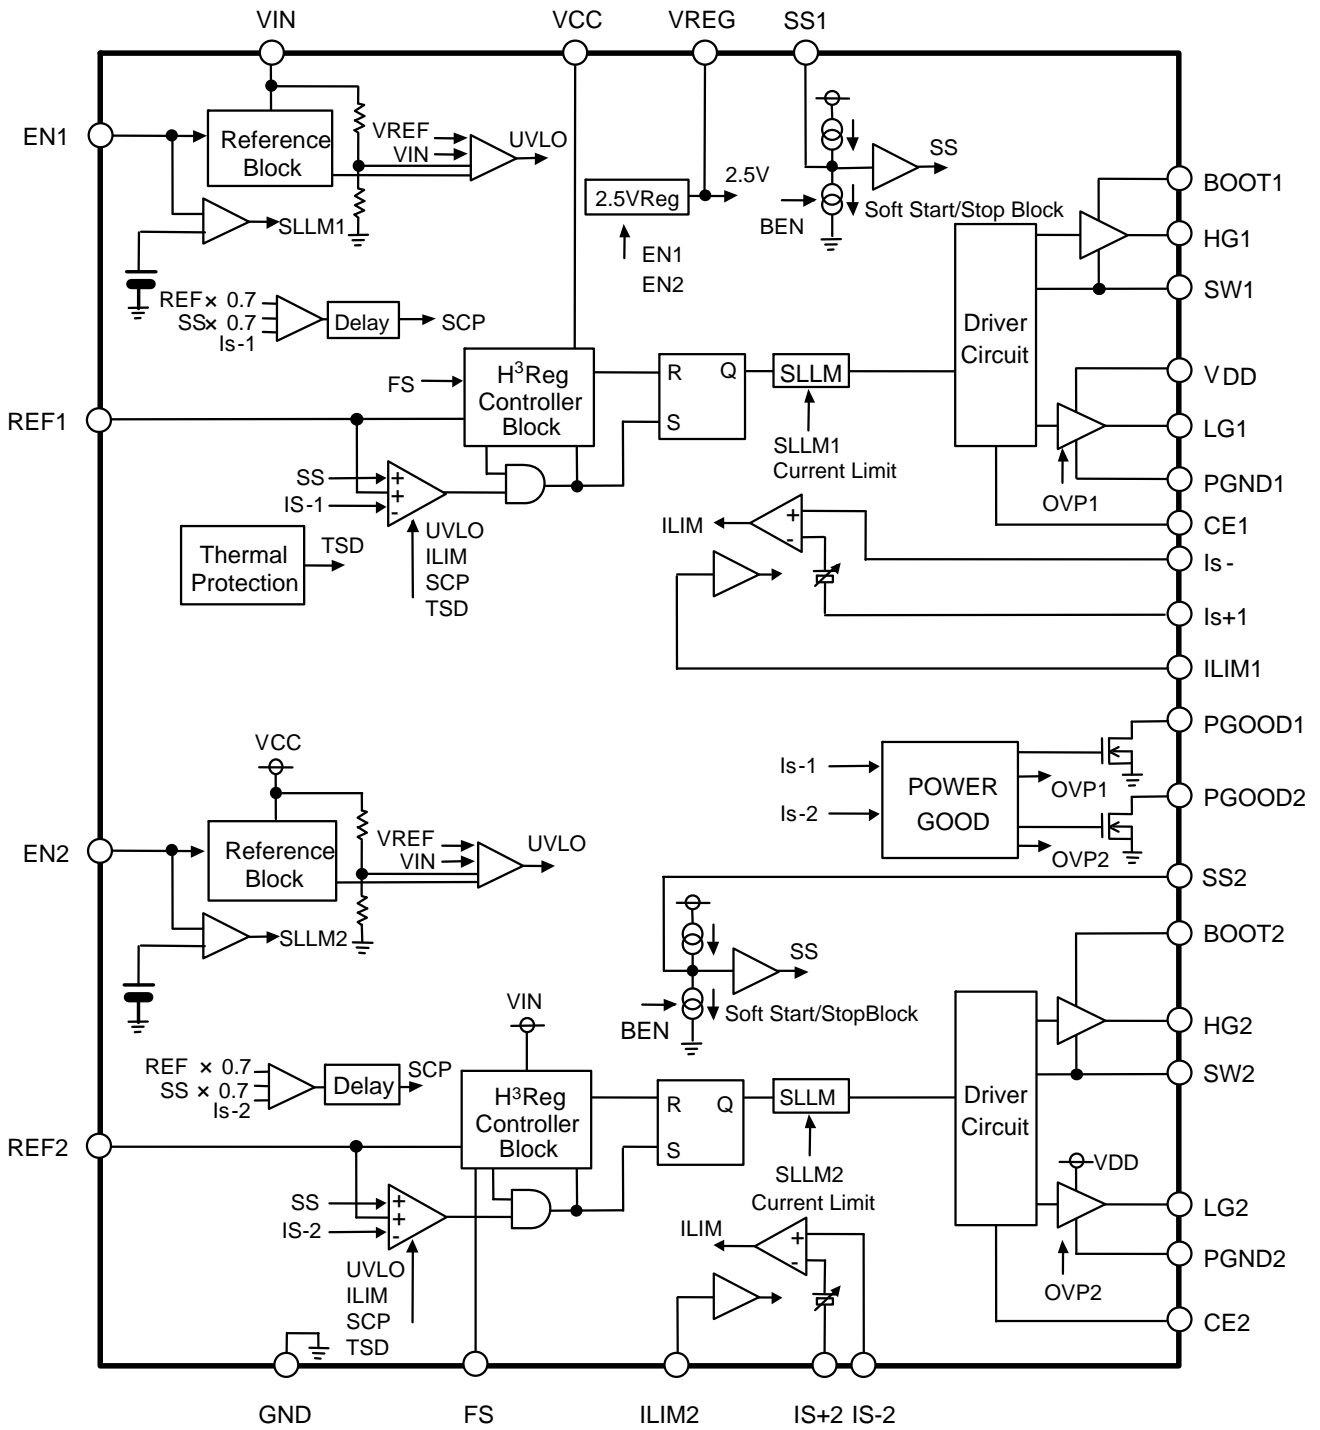 VIN
VCC
VREG
SS1
EN1
Reference
Block
VREF
VIN
UVLO
SLLM1
2.5VReg
2.5V
EN1
EN2
SS
BEN
Soft Start/Stop Block
BOOT1
HG1
SW1
REF× 0.7
SS× 0.7
Is-1
Delay
SCP
Driver
Circuit
VDD
LG1
PGND1
CE1
OVP1
FS
H³Reg
Controller
Block
R
Q
S
SLLM
SLLM1
Current Limit
REF1
SS
IS-1
+
+
-
UVLO
ILIM
SCP
TSD
Thermal
Protection
TSD
ILIM
+
-
Is-
Is+1
ILIM1
PGOOD1
Is-1
Is-2
POWER
GOOD
OVP1
OVP2
PGOOD2
VCC
EN2
Reference
Block
VREF
VIN
UVLO
SLLM2
SS2
SS
BEN
Soft Start/StopBlock
BOOT2
HG2
SW2
VIN
REF × 0.7
SS × 0.7
Is-2
Delay
SCP
H³Reg
Controller
Block
R
Q
S
SLLM
SLLM2
Current Limit
Driver
Circuit
VDD
LG2
PGND2
OVP2
CE2
REF2
SS
IS-2
+
+
-
UVLO
ILIM
SCP
TSD
ILIM
+
-
GND
FS
ILIM2
IS+2
IS-2